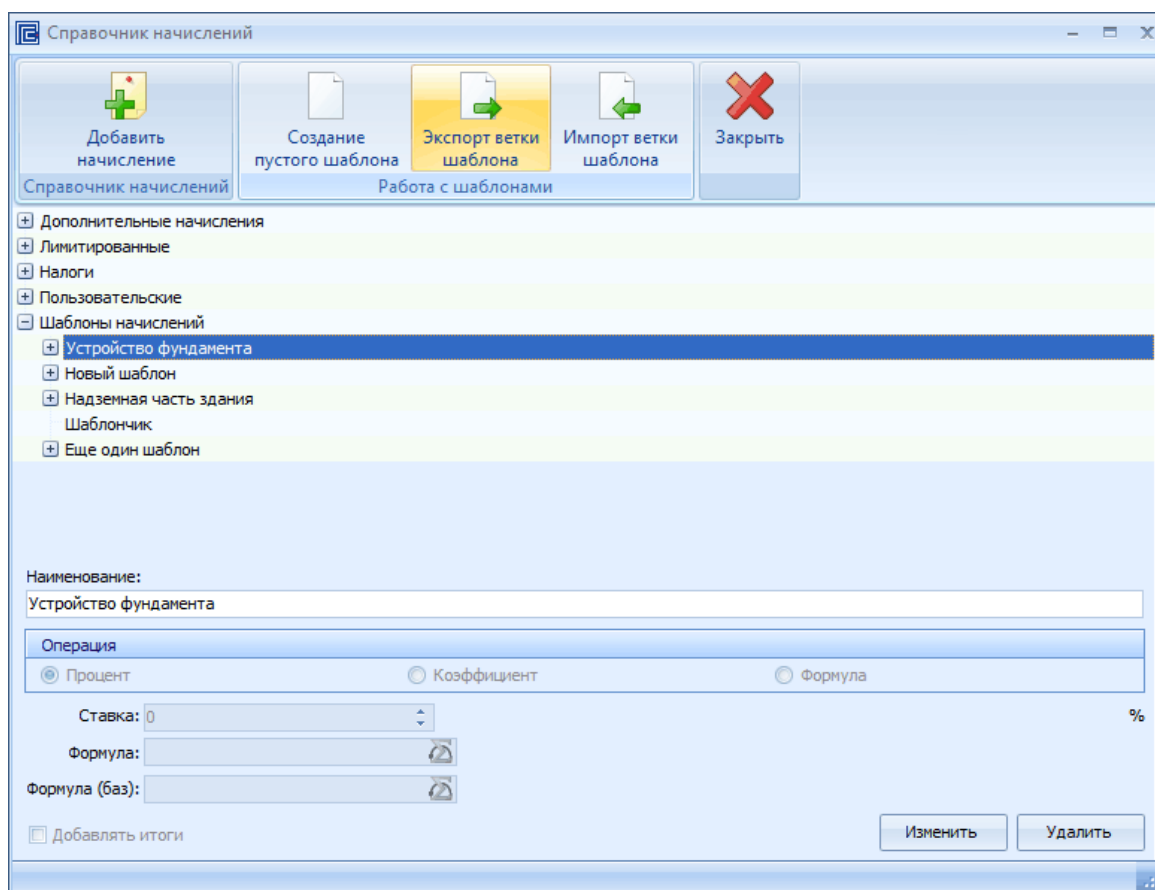 Справочник начислений
Добавить
начисление
Создание
пустого шаблона
Экспорт ветки
шаблона
Импорт ветки
шаблона
Закрыть
Справочник начислений
Работа с шаблонами
Дополнительные начисления
Лимитированные
Налоги
Пользовательские
Шаблоны начислений
Устройство фундамента
Новый шаблон
Надземная часть здания
Шаблончик
Еще один шаблон
Наименование:
Устройство фундамента
Операция
Процент
Коэффициент
Формула
Ставка: 0 %
Формула:
Формула (баз):
Добавлять итоги
Изменить
Удалить